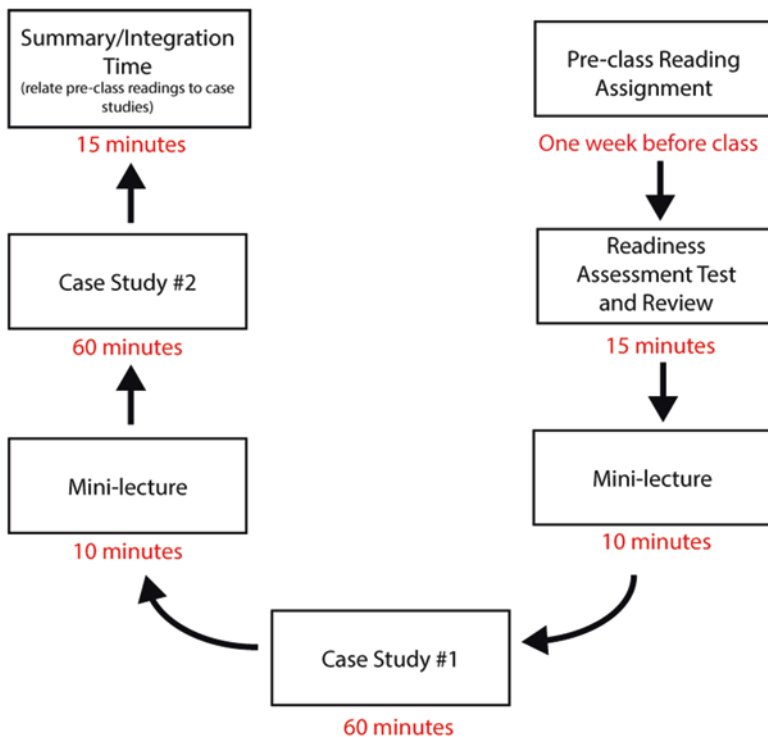 Pre-class Reading
Assignment
One week before class
Readiness
Assessment Test
and Review
15 minutes
Mini-lecture
10 minutes
Case Study #1
60 minutes
Mini-lecture
10 minutes
Case Study #2
60 minutes
Summary/Integration
Time
(relate pre-class readings to case
studies)
15 minutes